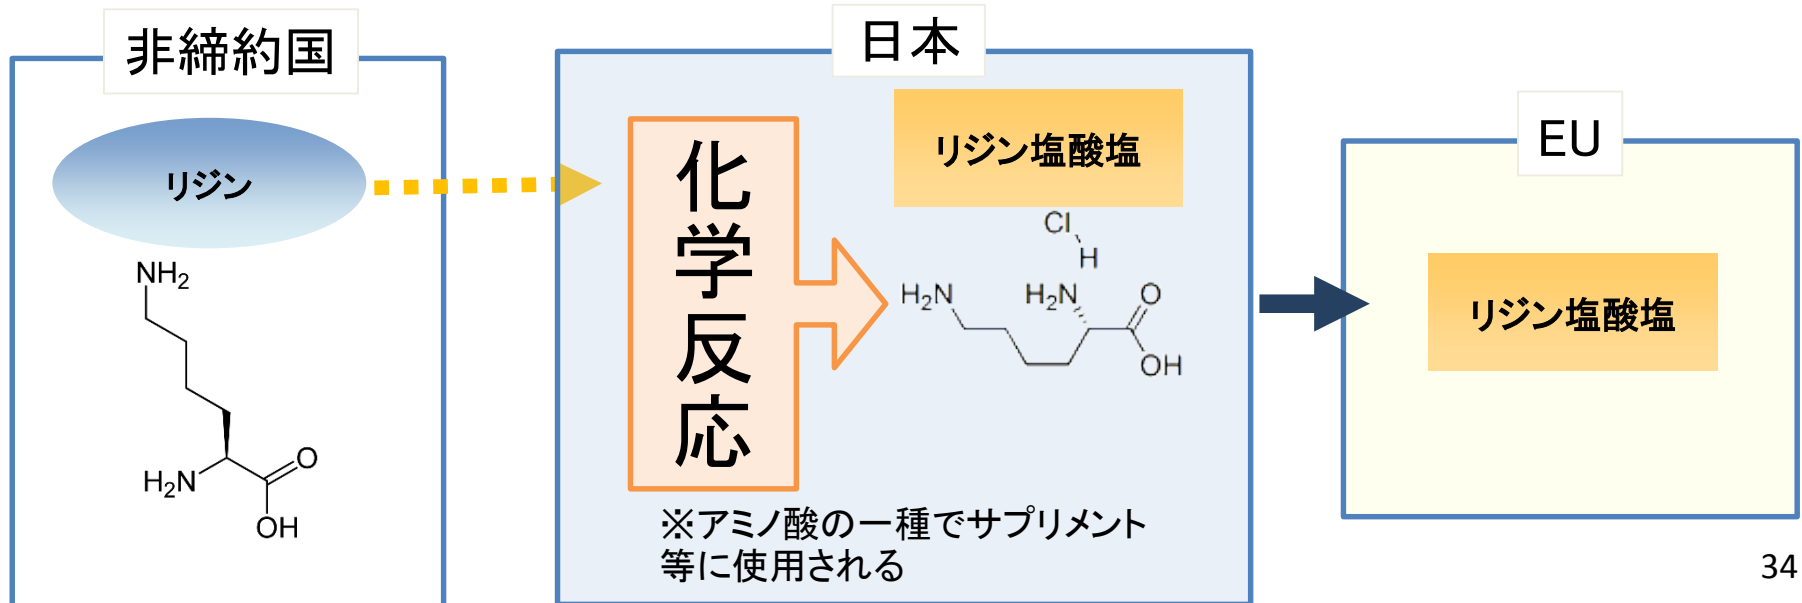 非締約国
リジン
NH2
H2N
O
OH
日本
化学反応
リジン塩酸塩
Cl
H
H2N
H2N
O
OH
※アミノ酸の一種でサプリメント
等に使用される
EU
リジン塩酸塩
34